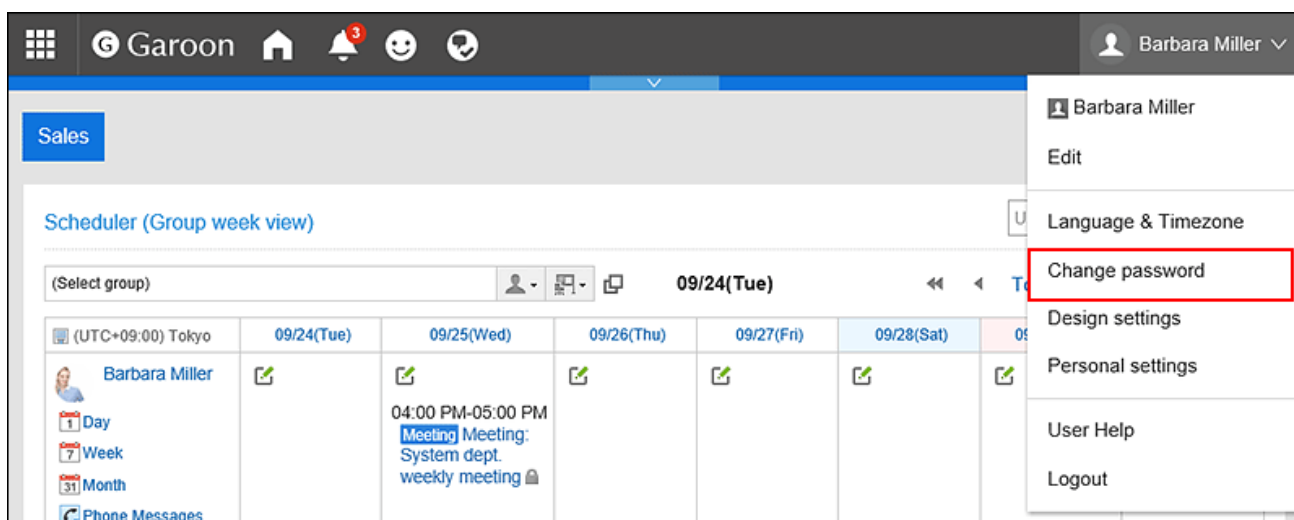 G Garoon
3
Barbara Miller
Barbara Miller
Edit
Language & Timezone
Change password
Design settings
Personal settings
User Help
Logout
Sales
Scheduler (Group week view)
U
(Select group)
09/24(Tue)
(UTC+09:00) Tokyo
09/24(Tue)
09/25(Wed)
09/26(Thu)
09/27(Fri)
09/28(Sat)
Barbara Miller
1 Day
7 Week
31 Month
Phone Messages
04:00 PM-05:00 PM
Meeting Meeting:
System dept.
weekly meeting